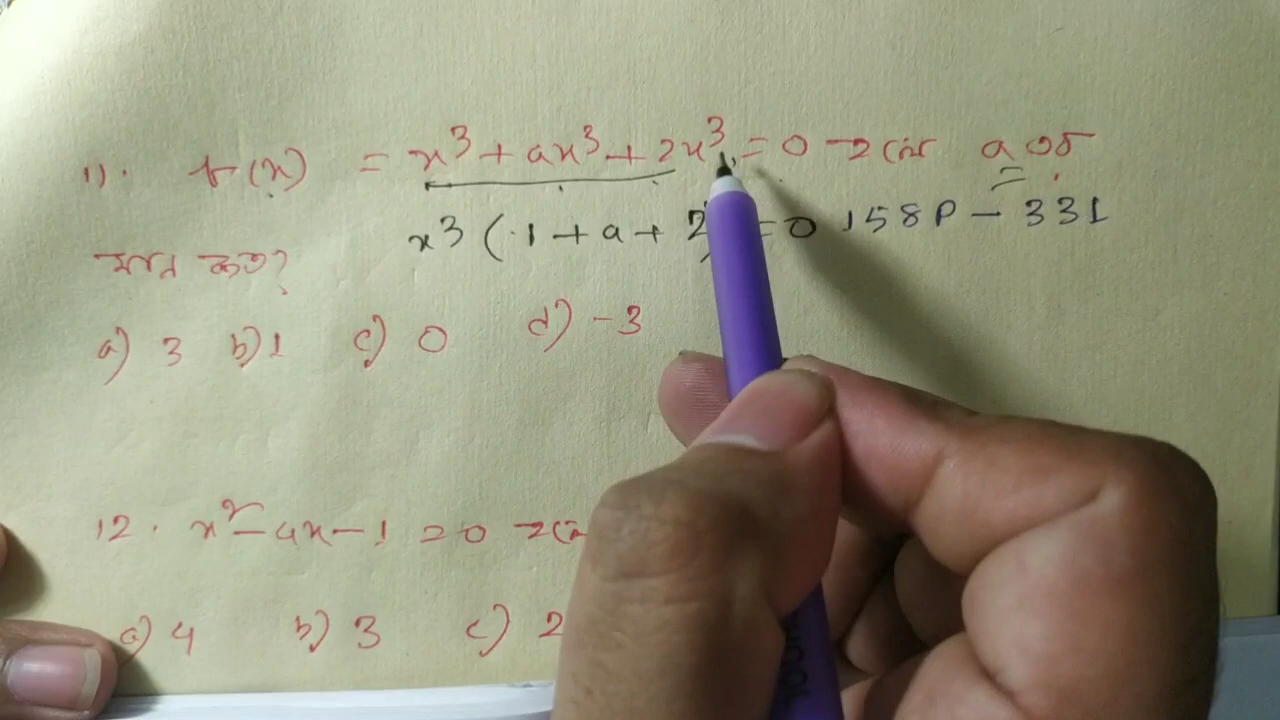 11. f(x) = x³ + ax³ + 2x³ = 0 হলে a এর
x³ (1 + a + 2) = 0 158P - 331
মান কত?
a) 3 b) 1 c) 0 d) -3
12. x² - 4x - 1 = 0 হলে
a) 4 b) 3 c) 2